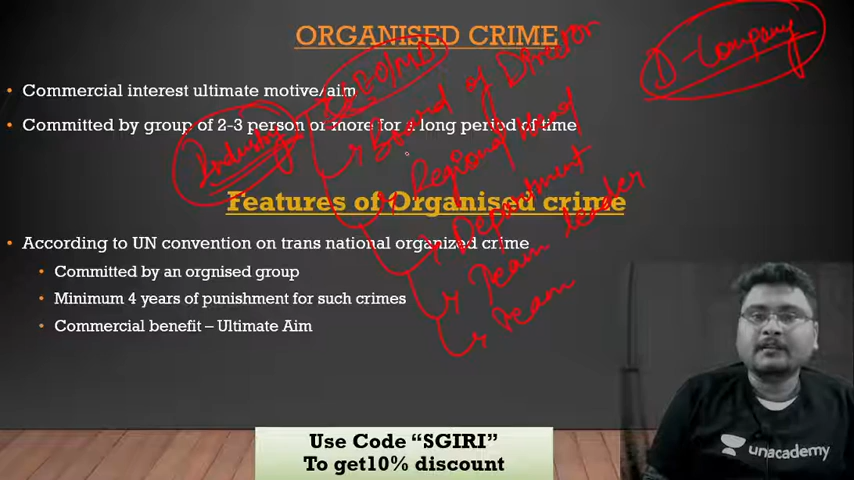 ORGANISED CRIME
D-Company
Commercial interest ultimate motive/aim
CEO/MD
Committed by group of 2-3 person or more for a long period of time
Industry
Board of Director
Regional Head
Features of Organised crime
Department
According to UN convention on trans national organized crime
Team leader
Committed by an orgnised group
Minimum 4 years of punishment for such crimes
Team
Commercial benefit – Ultimate Aim
Use Code “SGIRI”
To get10% discount
unacademy